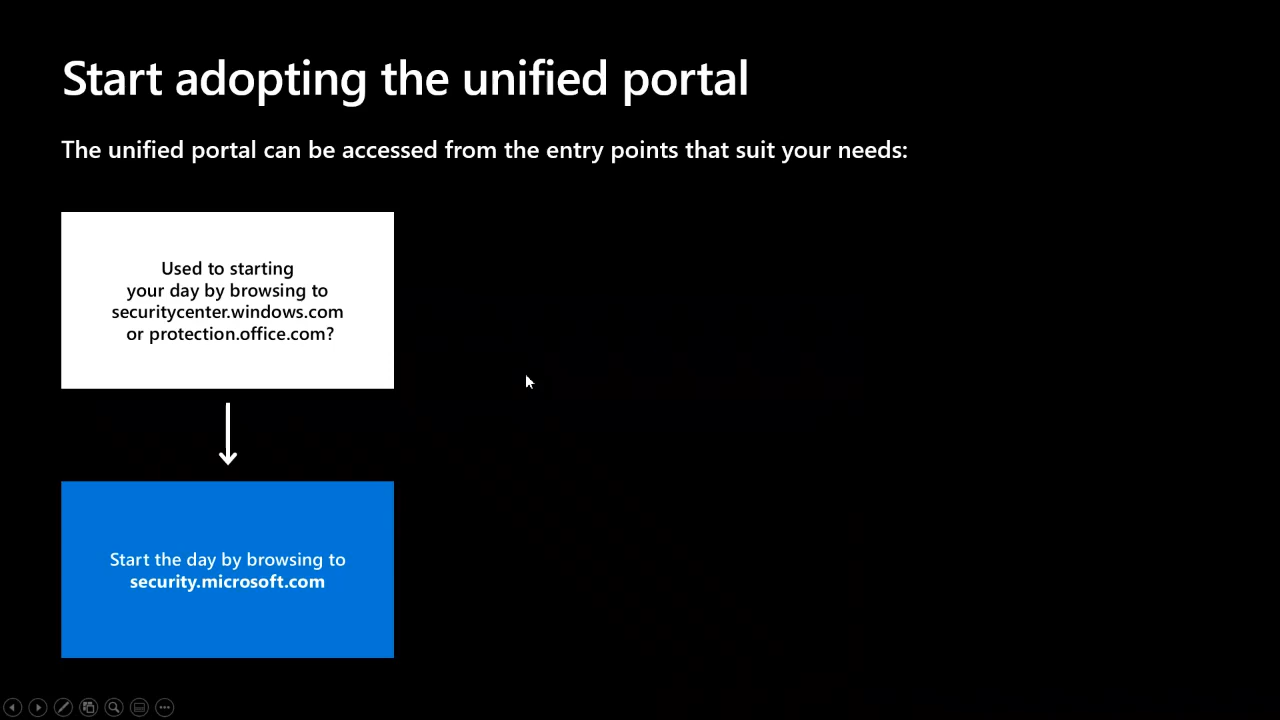 Start adopting the unified portal
The unified portal can be accessed from the entry points that suit your needs:
Used to starting
your day by browsing to
securitycenter.windows.com
or protection.office.com?
Start the day by browsing to
security.microsoft.com